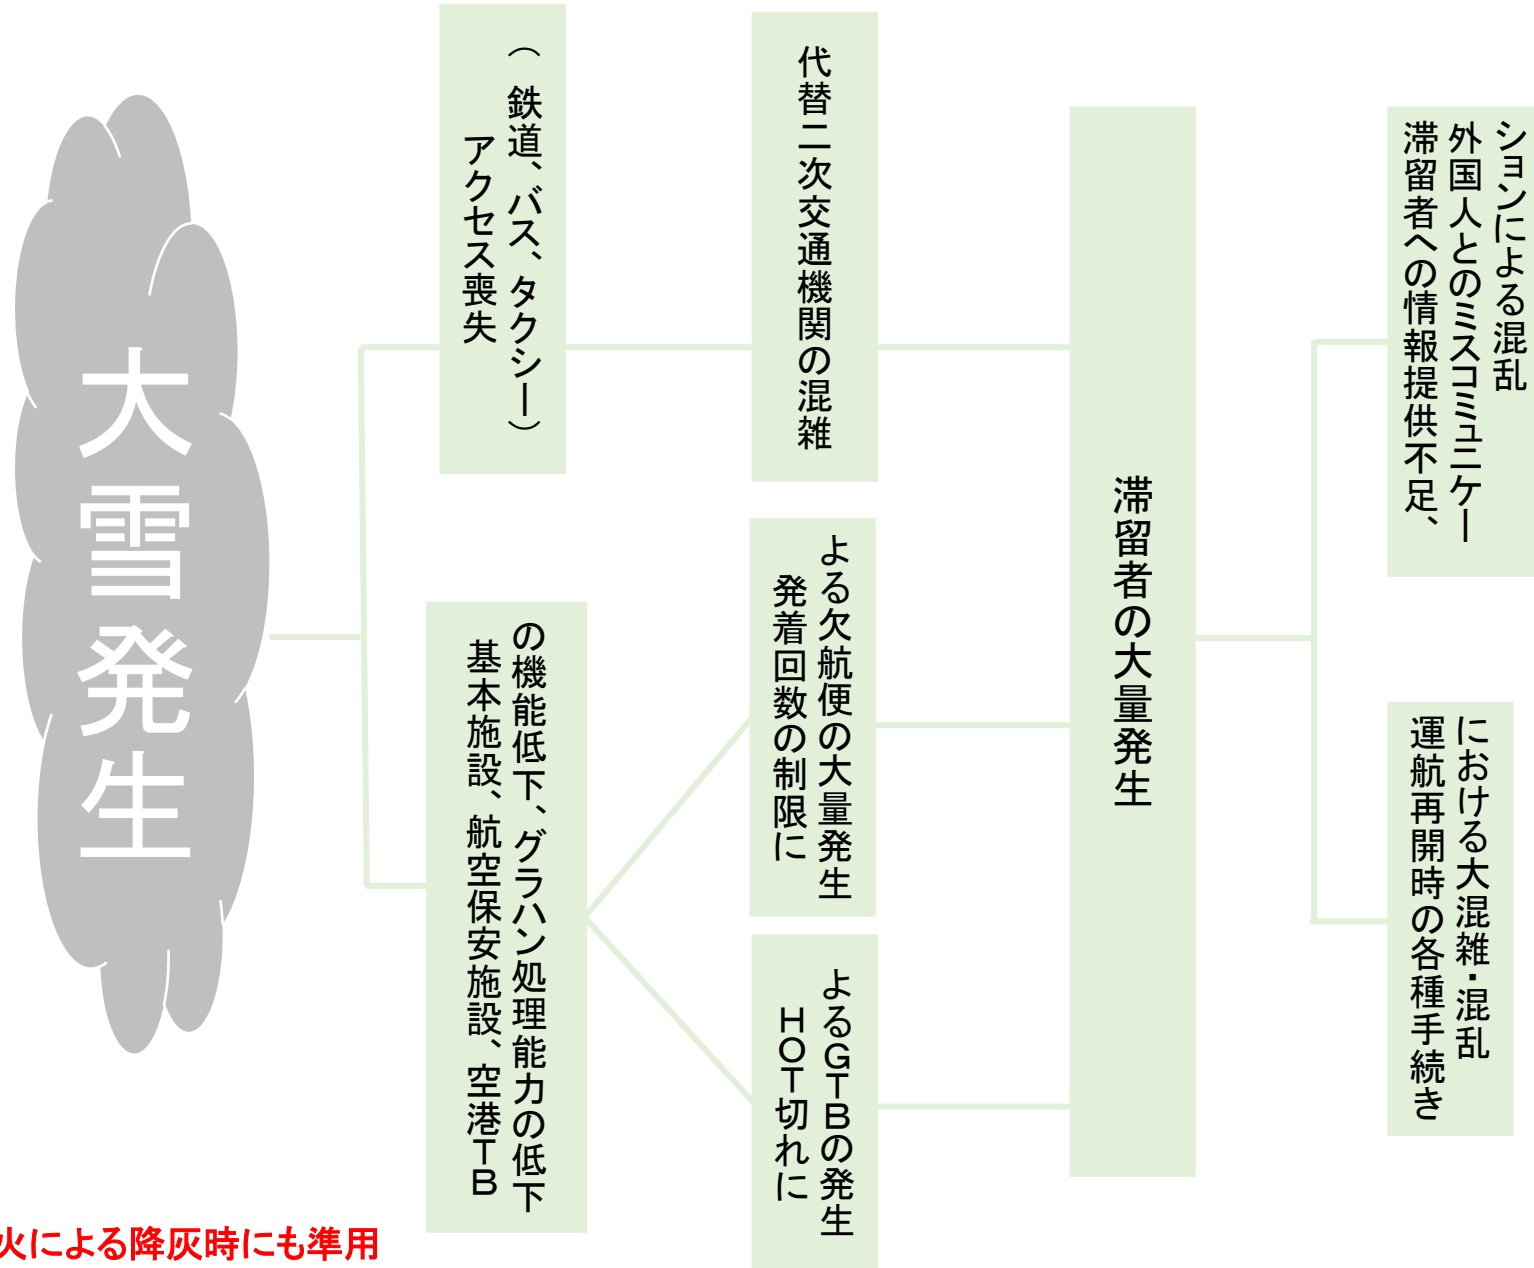 大雪発生
アクセス喪失
（鉄道、バス、タクシー）
基本施設、航空保安施設、空港ＴＢ
の機能低下、グラハン処理能力の低下
代替二次交通機関の混雑
発着回数の制限に
よる欠航便の大量発生
ＨＯＴ切れに
よるＧＴＢの発生
滞留者の大量発生
滞留者への情報提供不足、
外国人とのミスコミュニケー
ションによる混乱
運航再開時の各種手続き
における大混雑・混乱
火による降灰時にも準用